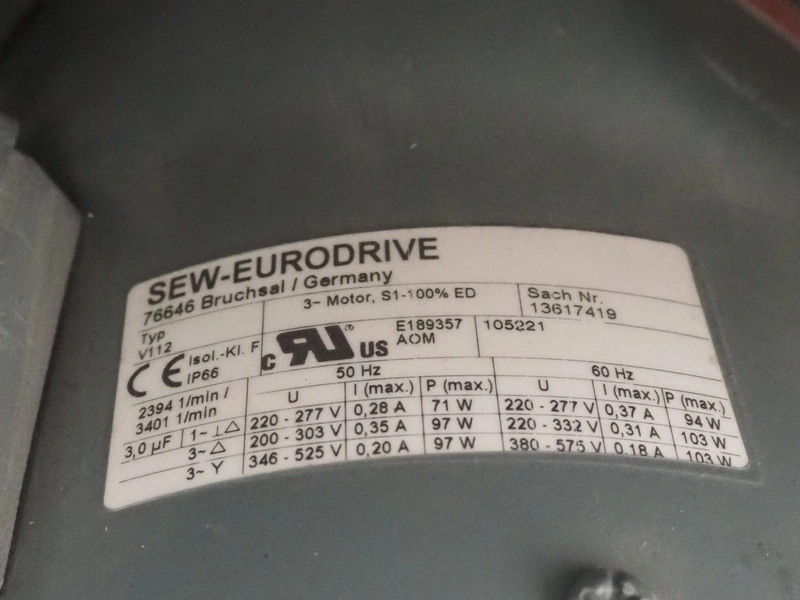 SEW-EURODRIVE
76646 Bruchsal / Germany
Typ
V112
3~ Motor, S1-100% ED
Sach Nr.
13617419
CE
Isol.-Kl. F
IP66
c RU® US
E189357
AOM
105221
2394 1/min /
3401 1/min
50 Hz
60 Hz
U I (max.) P (max.) U I (max.) P (max.)
3,0 µF 1~ ⊥△ 220 - 277 V 0,28 A 71 W 220 - 277 V 0,37 A 94 W
3~ △ 200 - 303 V 0,35 A 97 W 220 - 332 V 0,31 A 103 W
3~ Y 346 - 525 V 0,20 A 97 W 380 - 575 V 0.18 A 103 W